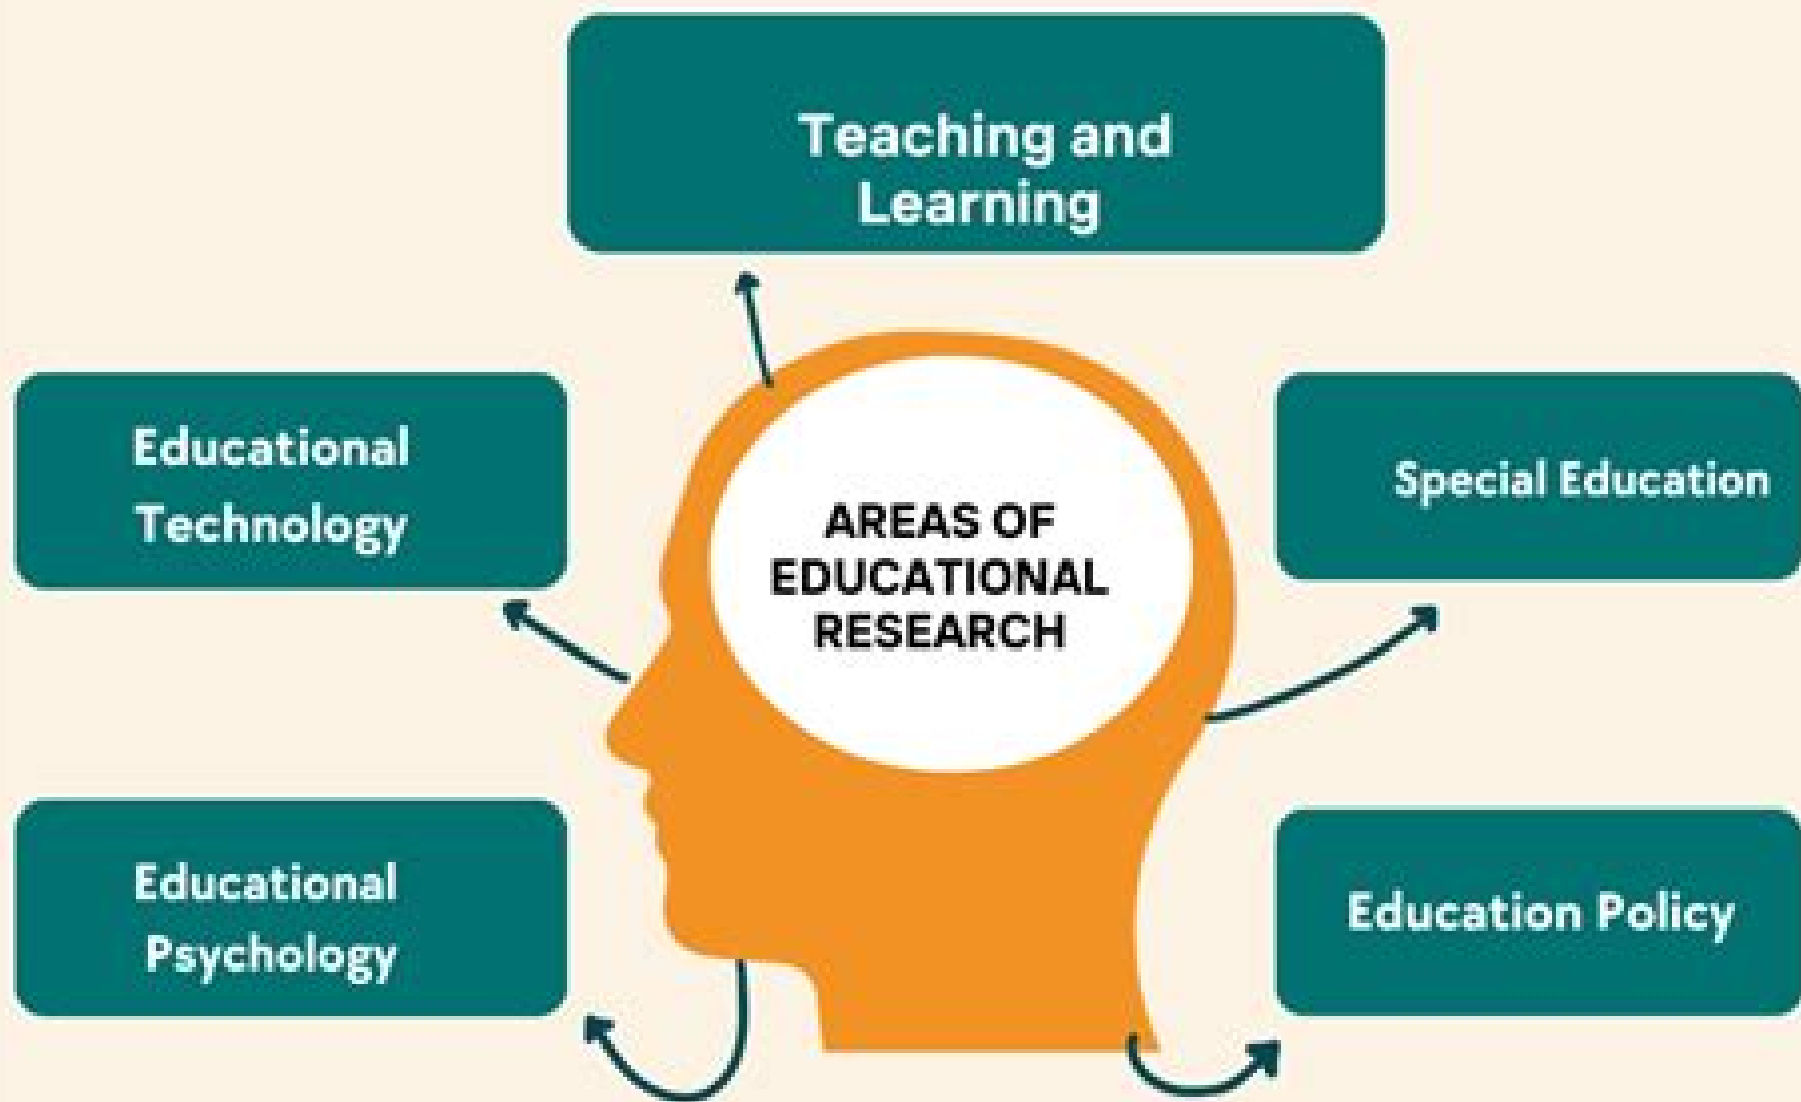 Teaching and
Learning
Educational
Technology
Special Education
AREAS OF
EDUCATIONAL
RESEARCH
Educational
Psychology
Education Policy